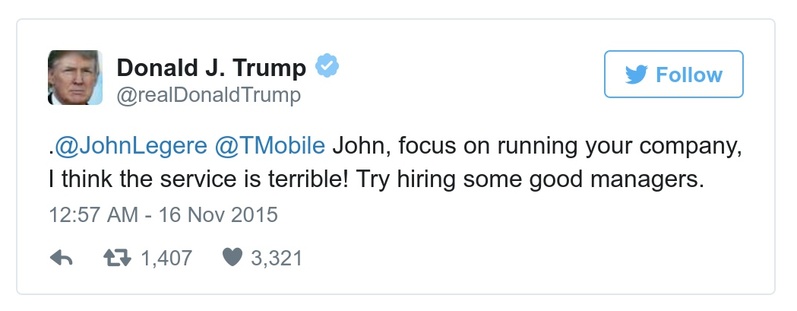 Donald J. Trump
@realDonaldTrump
Follow
.@JohnLegere @TMobile John, focus on running your company,
I think the service is terrible! Try hiring some good managers.
12:57 AM - 16 Nov 2015
1,407 3,321